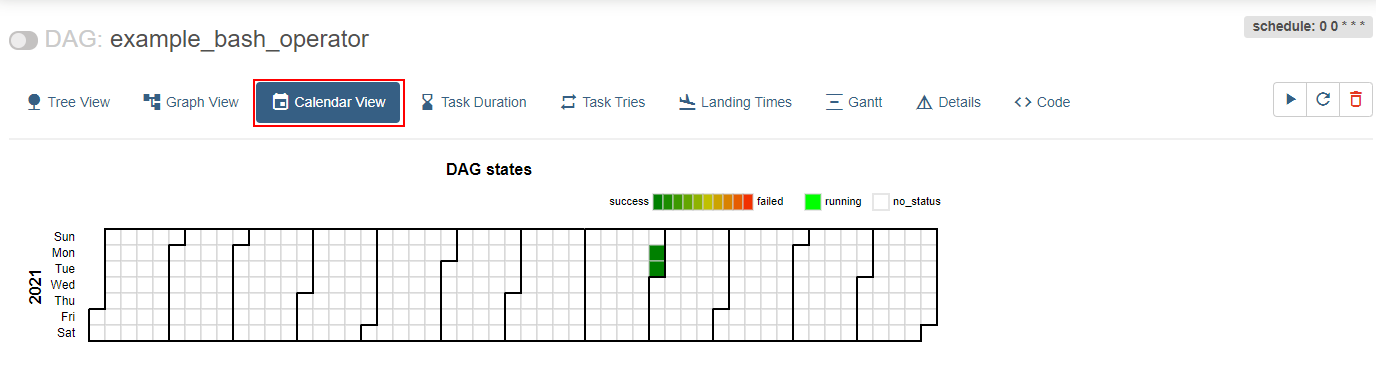 schedule: 0 0 * * *
DAG: example_bash_operator
Tree View Graph View Calendar View Task Duration Task Tries Landing Times Gantt Details Code
DAG states
success failed running no_status
2021
Sun
Mon
Tue
Wed
Thu
Fri
Sat